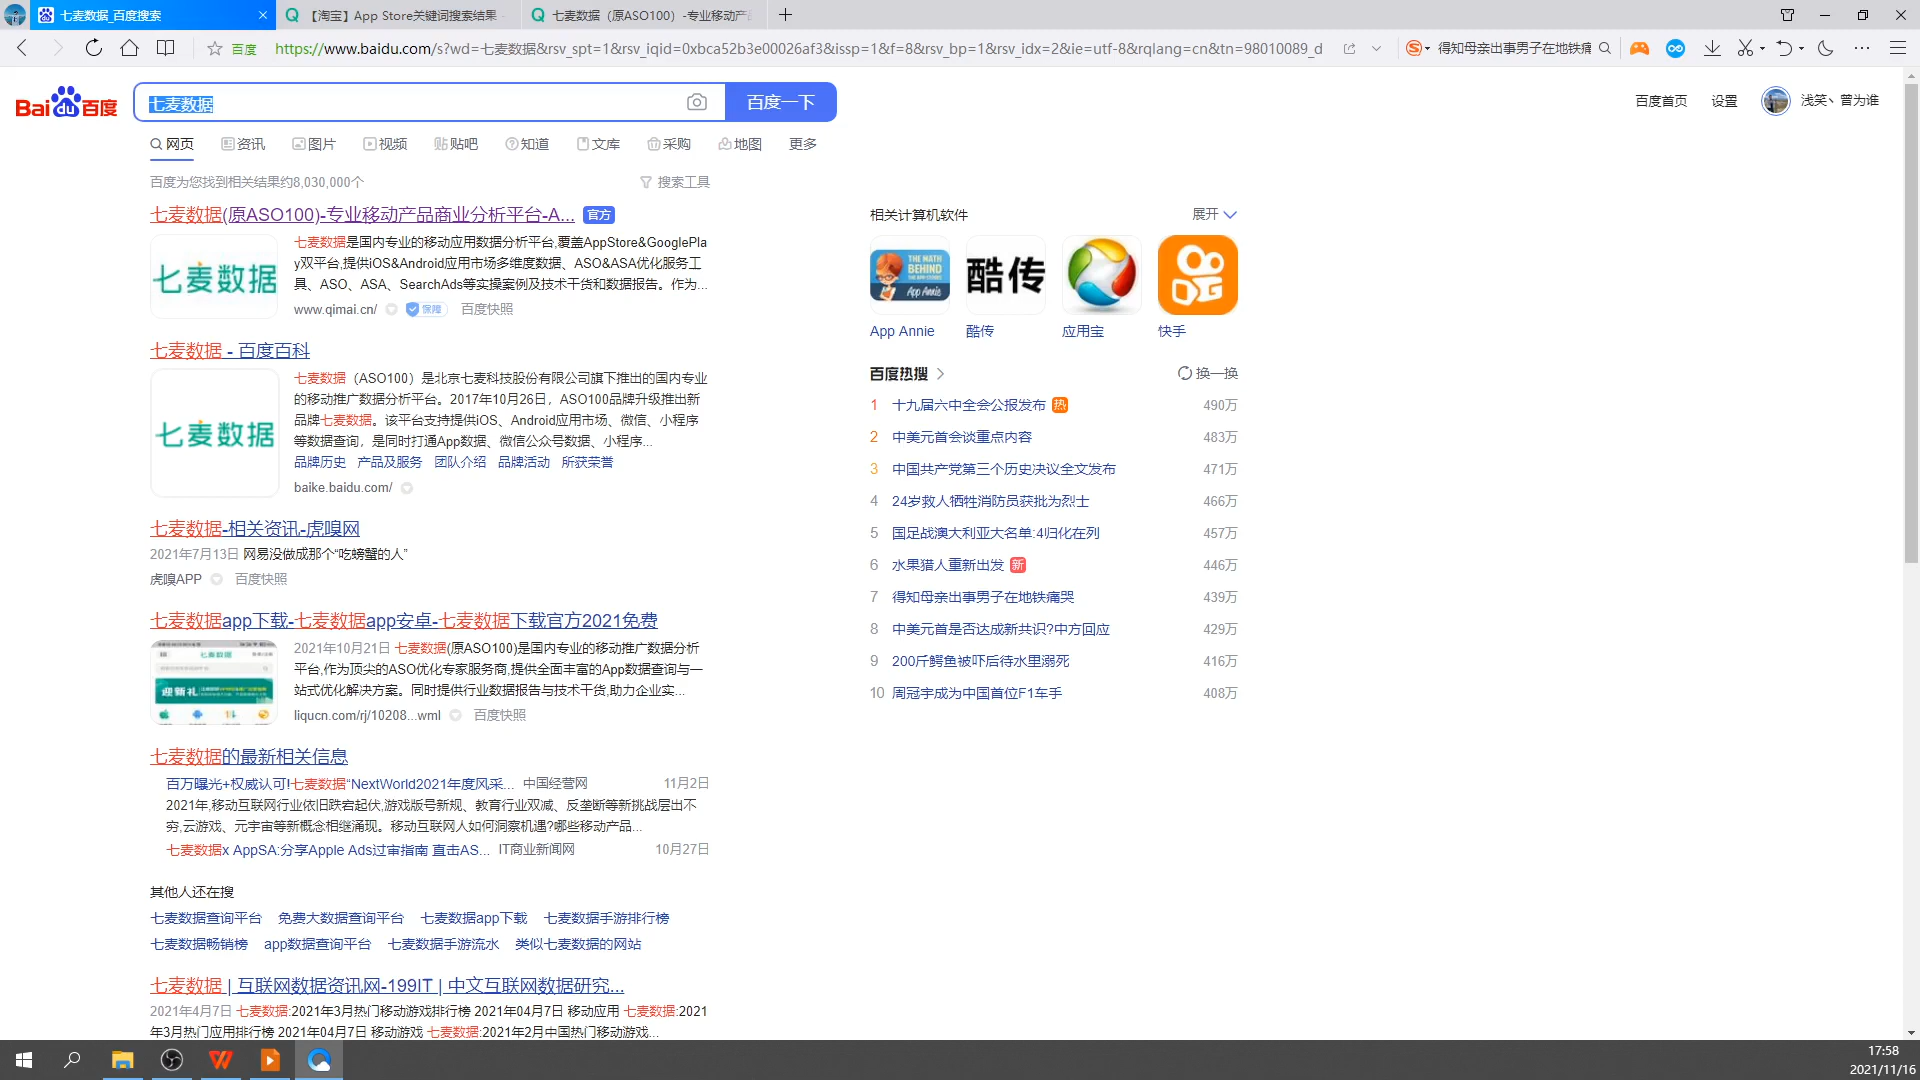 七麦数据_百度搜索
【淘宝】App Store关键词搜索结果
七麦数据（原ASO100）-专业移动产
百度
https://www.baidu.com/s?wd=七麦数据&rsv_spt=1&rsv_iqid=0xbca52b3e00026af3&issp=1&f=8&rsv_bp=1&rsv_idx=2&ie=utf-8&rqlang=cn&tn=98010089_d
得知母亲出事男子在地铁痛
Bai du 百度
七麦数据
百度一下
百度首页
设置
浅笑丶曾为谁
网页
资讯
图片
视频
贴吧
知道
文库
采购
地图
更多
百度为您找到相关结果约8,030,000个
搜索工具
七麦数据(原ASO100)-专业移动产品商业分析平台-A... 官方
七麦数据
七麦数据是国内专业的移动应用数据分析平台,覆盖AppStore&GooglePla
y双平台,提供iOS&Android应用市场多维度数据、ASO&ASA优化服务工
具、ASO、ASA、SearchAds等实操案例及技术干货和数据报告。作为...
www.qimai.cn/ 保障 百度快照
七麦数据 - 百度百科
七麦数据
七麦数据（ASO100）是北京七麦科技股份有限公司旗下推出的国内专业
的移动推广数据分析平台。2017年10月26日，ASO100品牌升级推出新
品牌七麦数据。该平台支持提供iOS、Android应用市场、微信、小程序
等数据查询，是同时打通App数据、微信公众号数据、小程序...
品牌历史 产品及服务 团队介绍 品牌活动 所获荣誉
baike.baidu.com/
七麦数据-相关资讯-虎嗅网
2021年7月13日 网易没做成那个“吃螃蟹的人”
虎嗅APP 百度快照
七麦数据app下载-七麦数据app安卓-七麦数据下载官方2021免费
七麦数据
迎新礼
2021年10月21日 七麦数据(原ASO100)是国内专业的移动推广数据分析
平台,作为顶尖的ASO优化专家服务商,提供全面丰富的App数据查询与一
站式优化解决方案。同时提供行业数据报告与技术干货,助力企业实...
liqucn.com/rj/10208...wml 百度快照
七麦数据的最新相关信息
百万曝光+权威认可!七麦数据“NextWorld2021年度风采... 中国经营网 11月2日
2021年,移动互联网行业依旧跌宕起伏,游戏版号新规、教育行业双减、反垄断等新挑战层出不
穷,云游戏、元宇宙等新概念相继涌现。移动互联网人如何洞察机遇?哪些移动产品...
七麦数据x AppSA:分享Apple Ads过审指南 直击AS... IT商业新闻网 10月27日
其他人还在搜
七麦数据查询平台 免费大数据查询平台 七麦数据app下载 七麦数据手游排行榜
七麦数据畅销榜 app数据查询平台 七麦数据手游流水 类似七麦数据的网站
七麦数据 | 互联网数据资讯网-199IT | 中文互联网数据研究...
2021年4月7日 七麦数据:2021年3月热门移动游戏排行榜 2021年04月7日 移动应用 七麦数据:2021
年3月热门应用排行榜 2021年04月7日 移动游戏 七麦数据:2021年2月中国热门移动游戏...
相关计算机软件
展开
THE MATH
BEHIND
THE APP STORES
App Annie
酷传
App Annie
酷传
应用宝
快手
百度热搜
换一换
1 十九届六中全会公报发布 热 490万
2 中美元首会谈重点内容 483万
3 中国共产党第三个历史决议全文发布 471万
4 24岁救人牺牲消防员获批为烈士 466万
5 国足战澳大利亚大名单:4归化在列 457万
6 水果猎人重新出发 新 446万
7 得知母亲出事男子在地铁痛哭 439万
8 中美元首是否达成新共识?中方回应 429万
9 200斤鳄鱼被吓后待水里溺死 416万
10 周冠宇成为中国首位F1车手 408万
17:58
2021/11/16